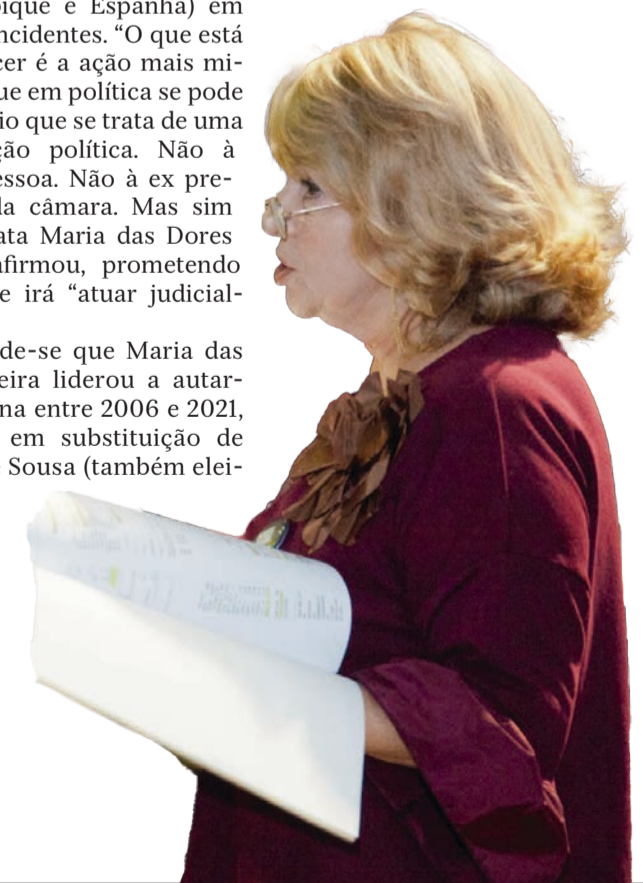 pique e Espanha) em
ncidentes. “O que está
cer é a ação mais mi-
que em política se pode
io que se trata de uma
ção política. Não à
essoa. Não à ex pre-
la câmara. Mas sim
ata Maria das Dores
afirmou, prometendo
e irá “atuar judicial-
de-se que Maria das
eira liderou a autar-
na entre 2006 e 2021,
em substituição de
e Sousa (também elei-